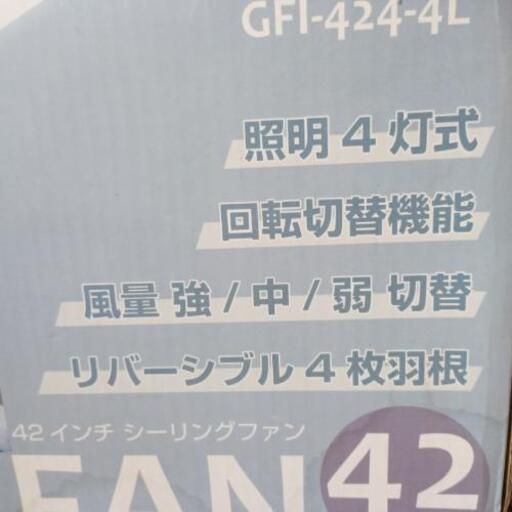 GFI-424-4L
照明 4 灯式
回転切替機能
風量 強 / 中 / 弱 切替
リバーシブル 4 枚羽根
42 インチ シーリングファン
FAN 42